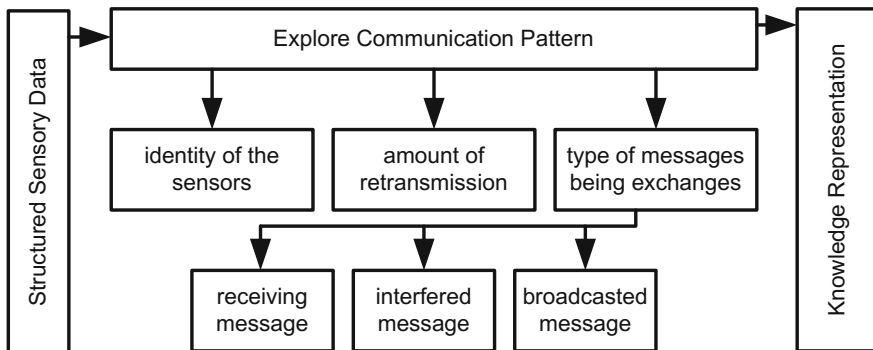 Structured Sensory Data
Explore Communication Pattern
identity of the
sensors
amount of
retransmission
type of messages
being exchanges
receiving
message
interfered
message
broadcasted
message
Knowledge Representation